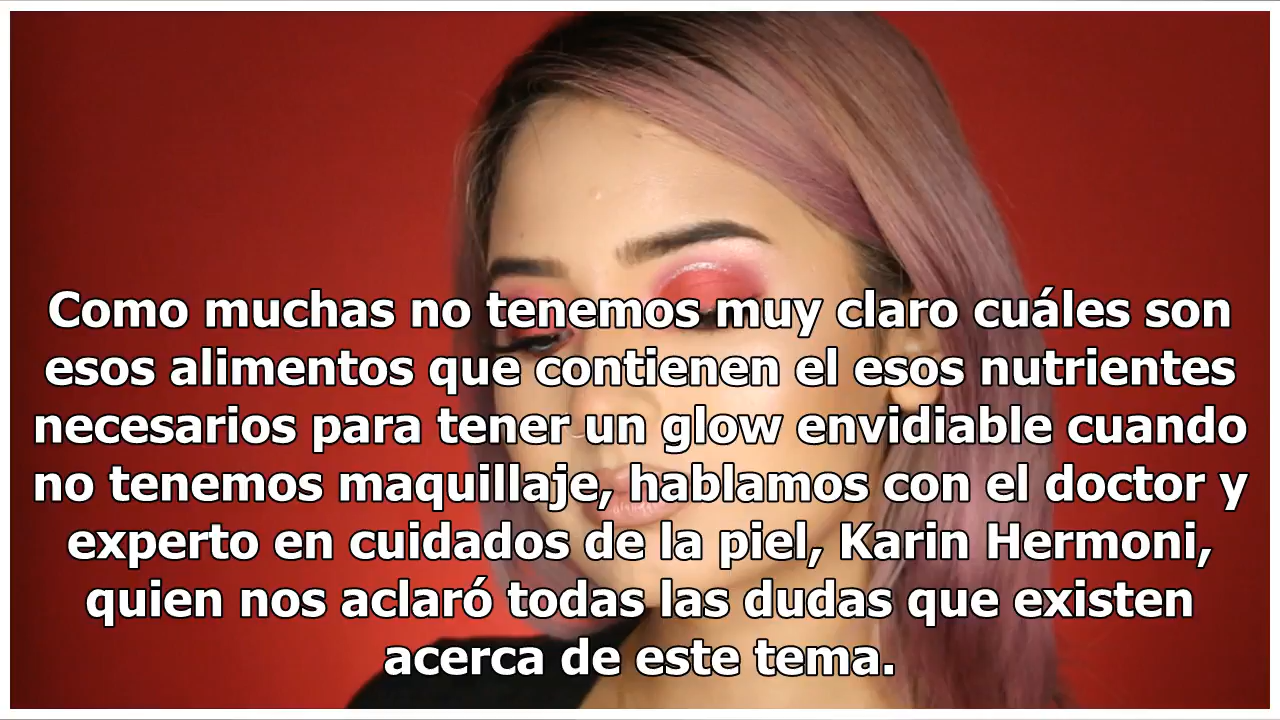 Como muchas no tenemos muy claro cuáles son
esos alimentos que contienen el esos nutrientes
necesarios para tener un glow envidiable cuando
no tenemos maquillaje, hablamos con el doctor y
experto en cuidados de la piel, Karin Hermoni,
quien nos aclaró todas las dudas que existen
acerca de este tema.